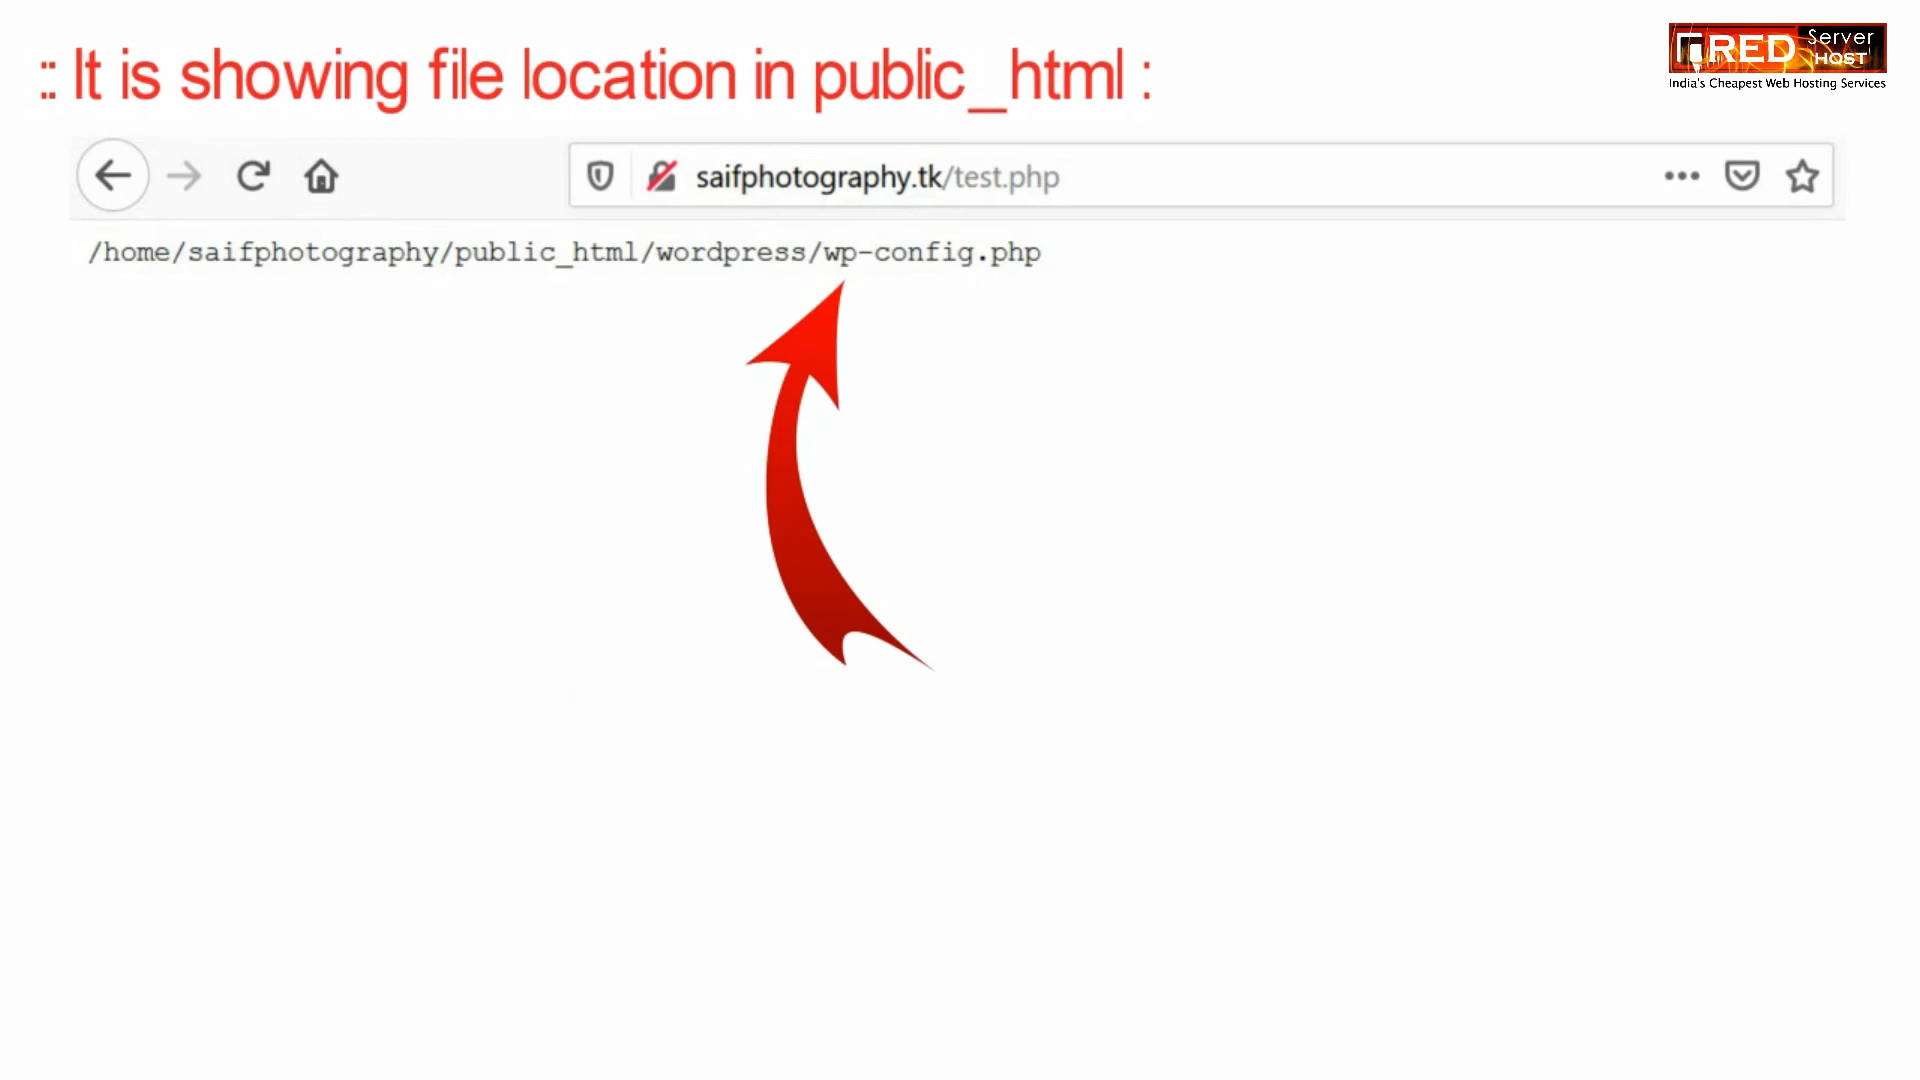 :: It is showing file location in public_html :
RED Server HOST
India's Cheapest Web Hosting Services
saifphotography.tk/test.php
/home/saifphotography/public_html/wordpress/wp-config.php